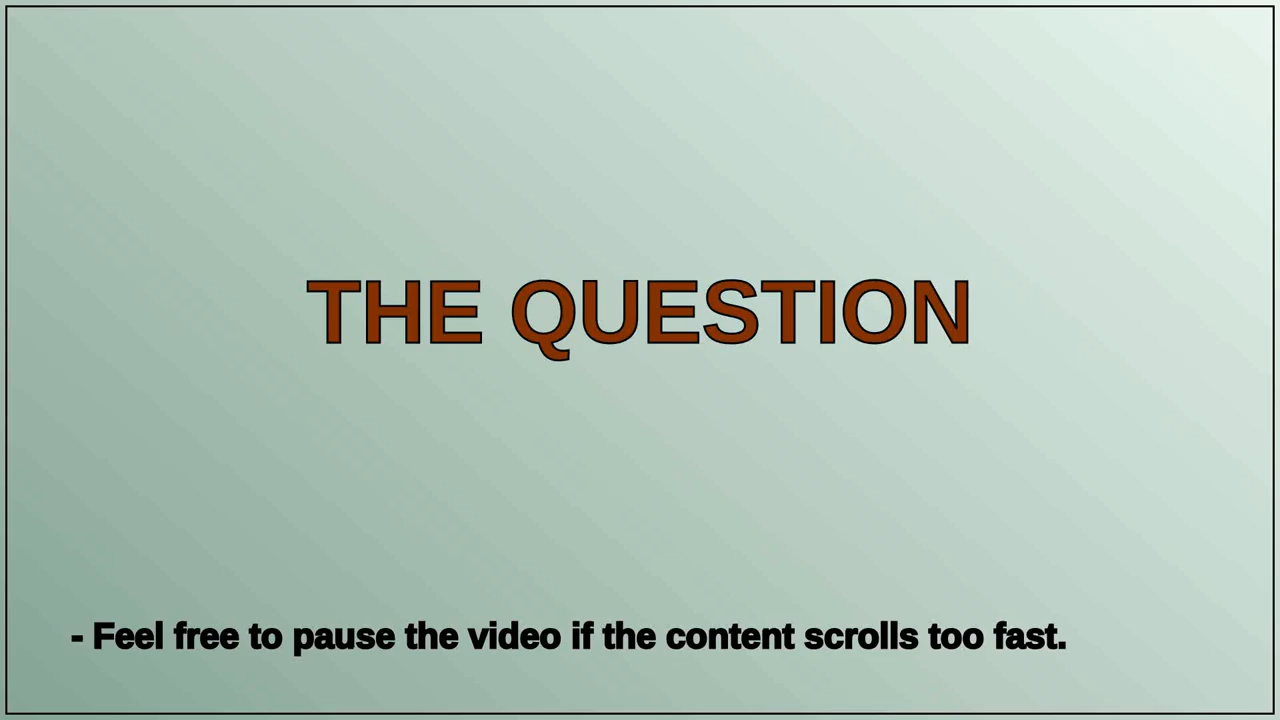 THE QUESTION
- Feel free to pause the video if the content scrolls too fast.